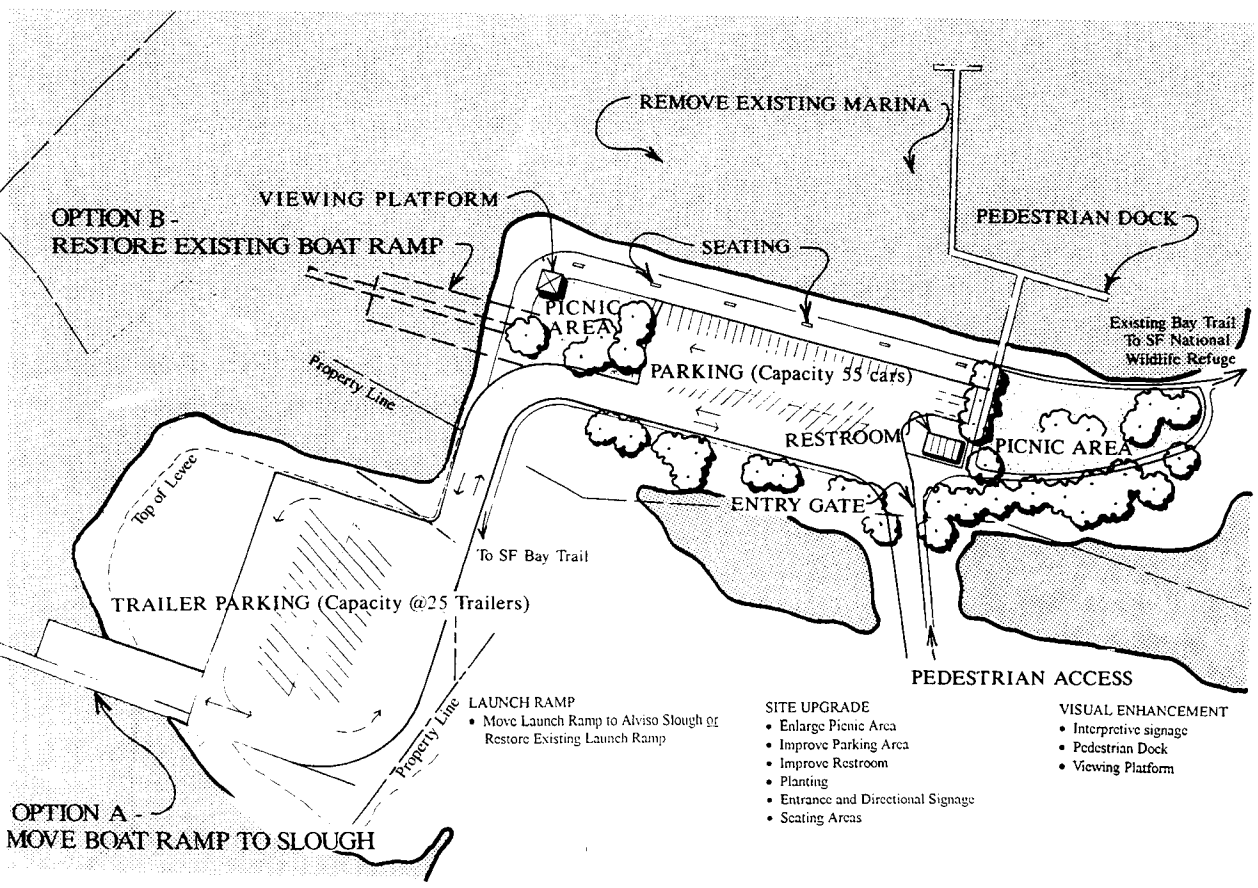 REMOVE EXISTING MARINA
VIEWING PLATFORM
OPTION B -
RESTORE EXISTING BOAT RAMP
PEDESTRIAN DOCK
SEATING
PICNIC
AREA
Existing Bay Trail
To SF National
Wildlife Refuge
Property Line
PARKING (Capacity 55 cars)
RESTROOM
PICNIC AREA
Top of Levee
ENTRY GATE
To SF Bay Trail
TRAILER PARKING (Capacity @25 Trailers)
PEDESTRIAN ACCESS
Property Line
LAUNCH RAMP
• Move Launch Ramp to Alviso Slough or
Restore Existing Launch Ramp
SITE UPGRADE
• Enlarge Picnic Area
• Improve Parking Area
• Improve Restroom
• Planting
• Entrance and Directional Signage
• Seating Areas
VISUAL ENHANCEMENT
• Interpretive signage
• Pedestrian Dock
• Viewing Platform
OPTION A -
MOVE BOAT RAMP TO SLOUGH